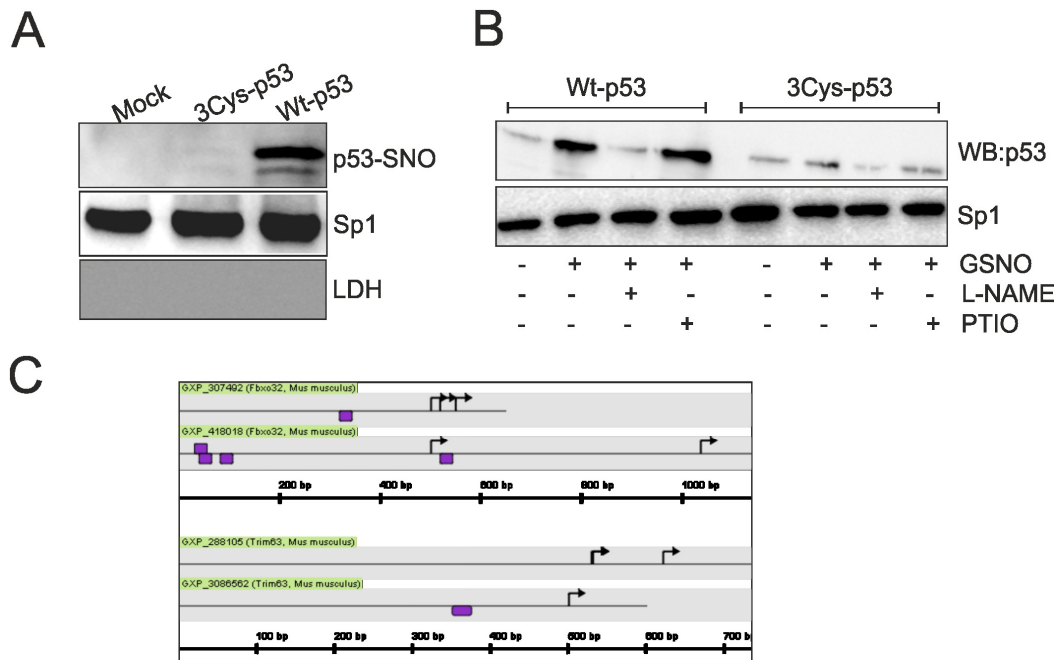 A
Mock 3Cys-p53 Wt-p53
p53-SNO
Sp1
LDH
B
Wt-p53 3Cys-p53
WB:p53
Sp1
- + + + - + + + GSNO
- - + - - - + - L-NAME
- - - + - - - + PTIO
C
GXP_307492 (Fbxo32, Mus musculus)
GXP_418018 (Fbxo32, Mus musculus)
200 bp 400 bp 600 bp 800 bp 1000 bp
GXP_288105 (Trim63, Mus musculus)
GXP_3086562 (Trim63, Mus musculus)
100 bp 200 bp 300 bp 400 bp 500 bp 600 bp 700 b